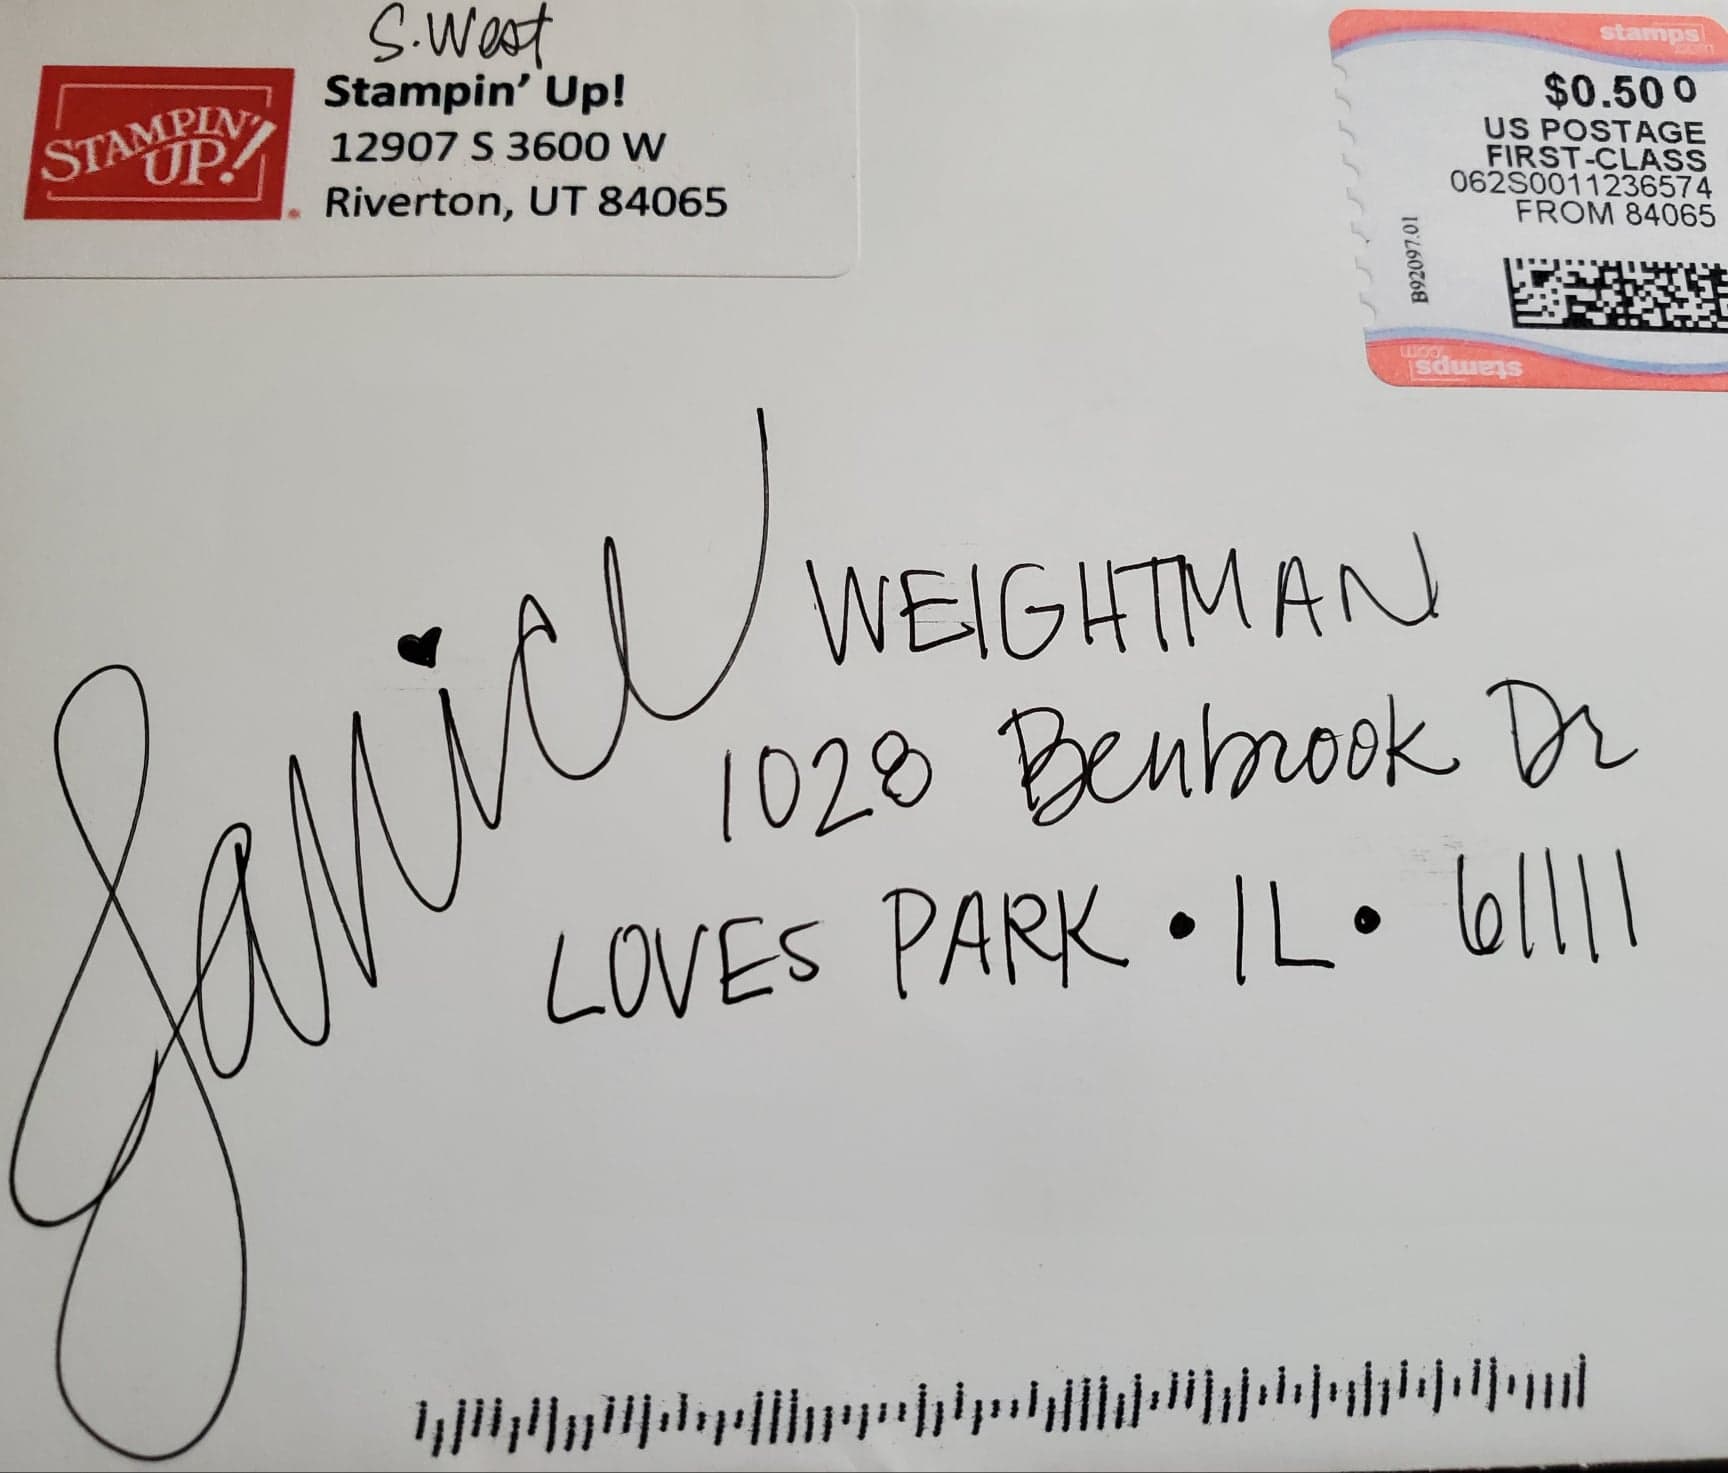 S. West
STAMPIN' UP!
Stampin' Up!
12907 S 3600 W
Riverton, UT 84065
stamps.com
$0.500
US POSTAGE
FIRST-CLASS
062S0011236574
FROM 84065
B92097.01
stamps.com
Janice WEIGHTMAN
1028 Benbrook Dr
LOVES PARK • IL • 61111